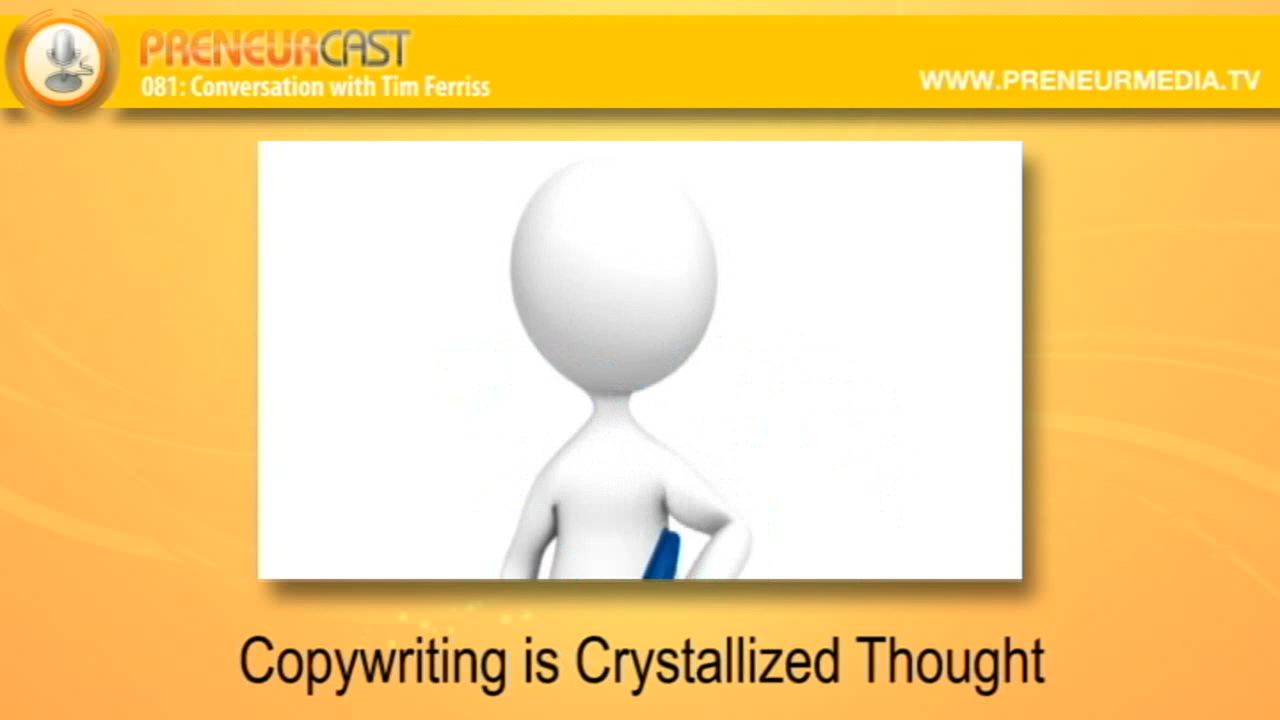 PRENEURCAST
081: Conversation with Tim Ferriss
WWW.PRENEURMEDIA.TV
Copywriting is Crystallized Thought